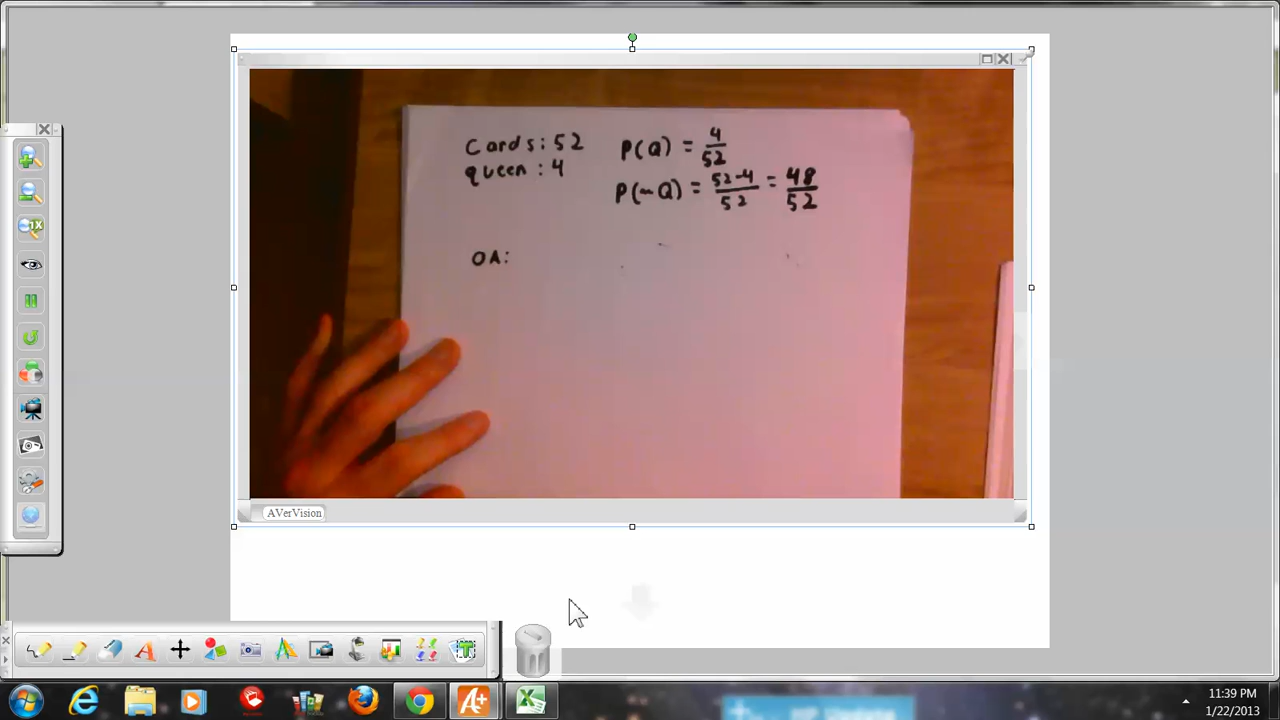 Cards: 52
queen: 4
P(Q) = 4/52
P(~Q) = 52-4/52 = 48/52
OA:
AVerVision
11:39 PM
1/22/2013